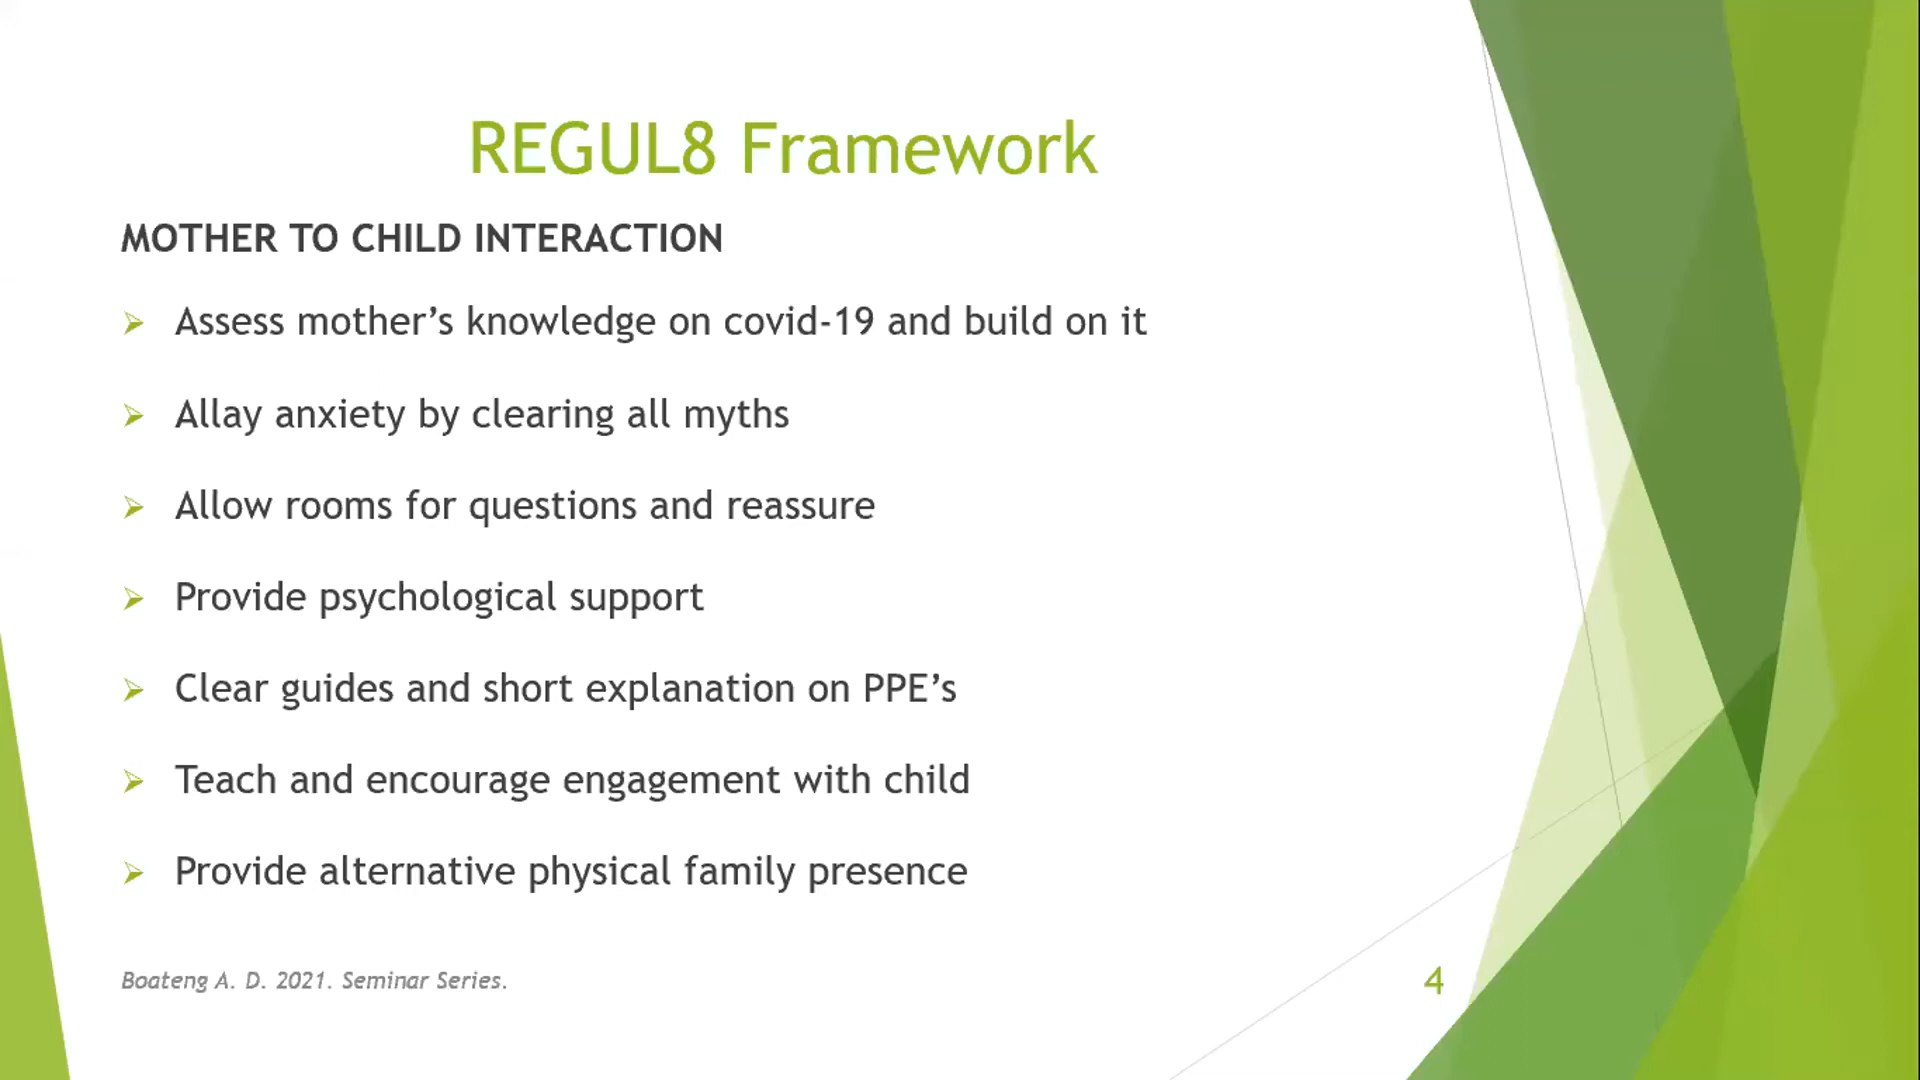 REGUL8 Framework
MOTHER TO CHILD INTERACTION
Assess mother’s knowledge on covid-19 and build on it
Allay anxiety by clearing all myths
Allow rooms for questions and reassure
Provide psychological support
Clear guides and short explanation on PPE’s
Teach and encourage engagement with child
Provide alternative physical family presence
Boateng A. D. 2021. Seminar Series.
4